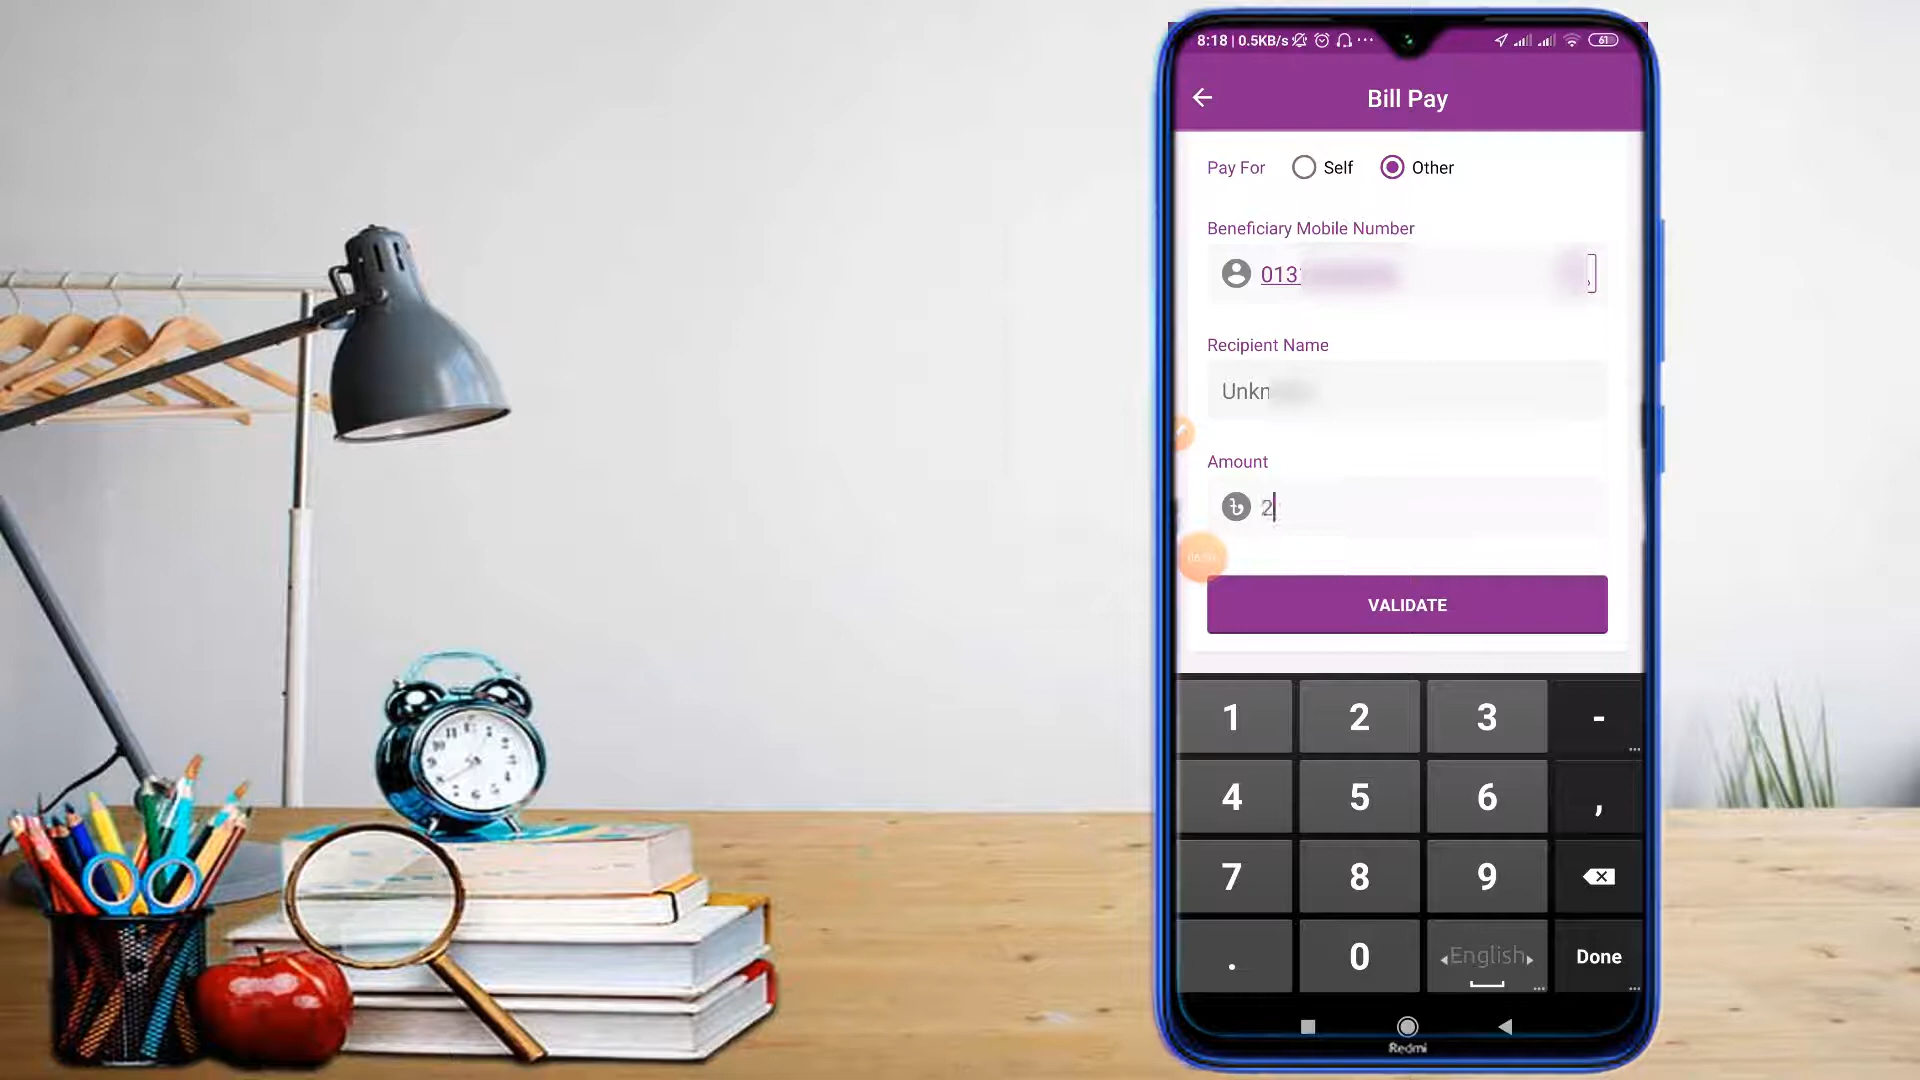 8:18 | 0.5KB/s
61
Bill Pay
Pay For Self Other
Beneficiary Mobile Number
013
Recipient Name
Unkn
Amount
৳ 2
VALIDATE
1 2 3 -
4 5 6 ,
7 8 9
. 0 English Done
Redmi